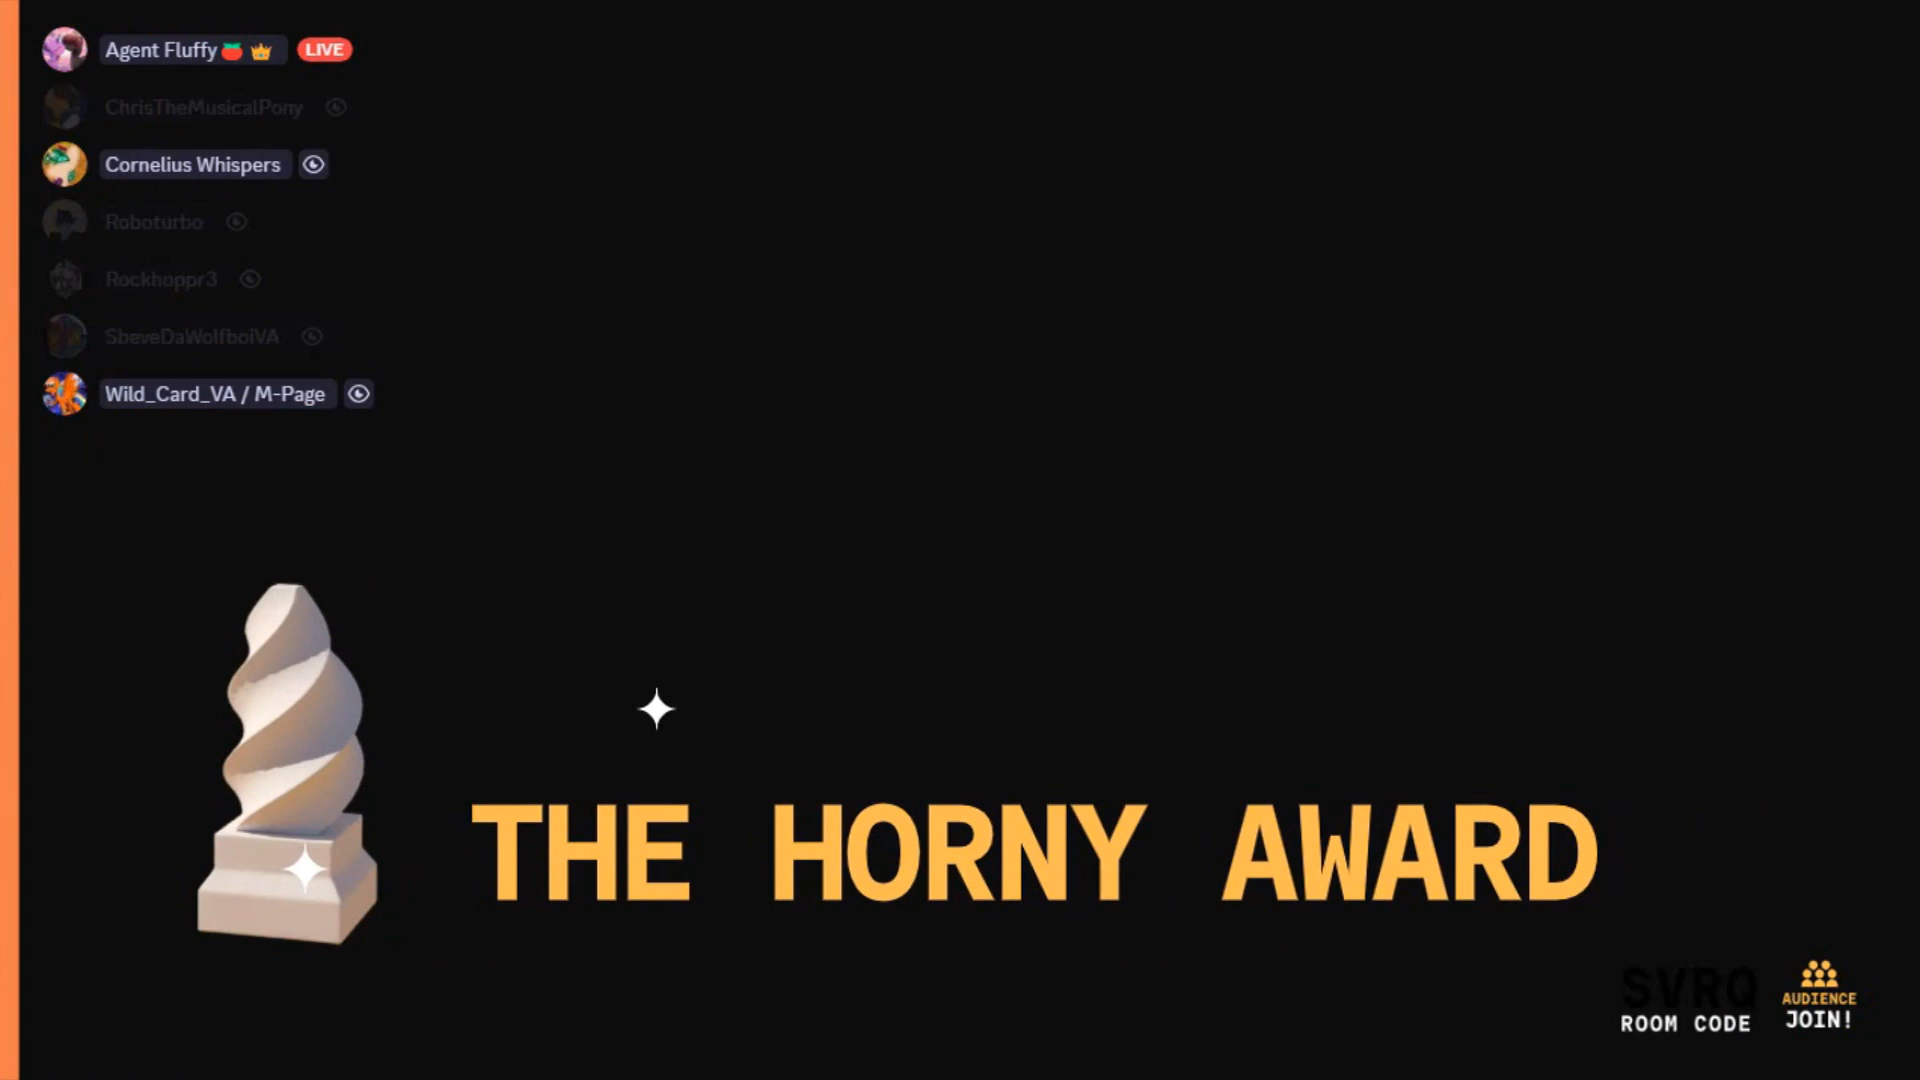 Agent Fluffy🍅 👑 LIVE
ChrisTheMusicalPony
Cornelius Whispers
Roboturbo
Rockhoppr3
SbeveDaWolfboiVA
Wild_Card_VA / M-Page
THE HORNY AWARD
SVRQ
ROOM CODE
AUDIENCE
JOIN!